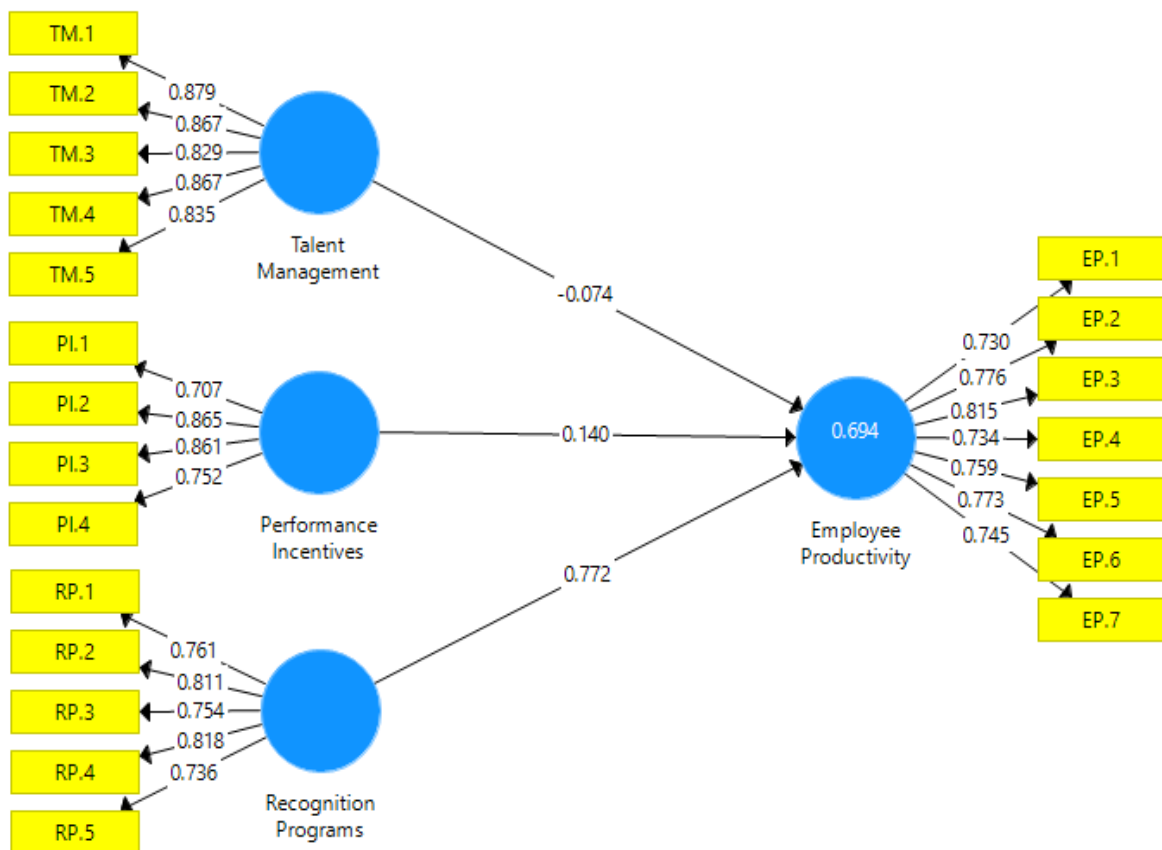 TM.1
TM.2
TM.3
TM.4
TM.5
0.879
0.867
0.829
0.867
0.835
Talent
Management
-0.074
PI.1
PI.2
PI.3
PI.4
0.707
0.865
0.861
0.752
Performance
Incentives
0.140
RP.1
RP.2
RP.3
RP.4
RP.5
0.761
0.811
0.754
0.818
0.736
Recognition
Programs
0.772
0.694
Employee
Productivity
0.730
0.776
0.815
0.734
0.759
0.773
0.745
EP.1
EP.2
EP.3
EP.4
EP.5
EP.6
EP.7